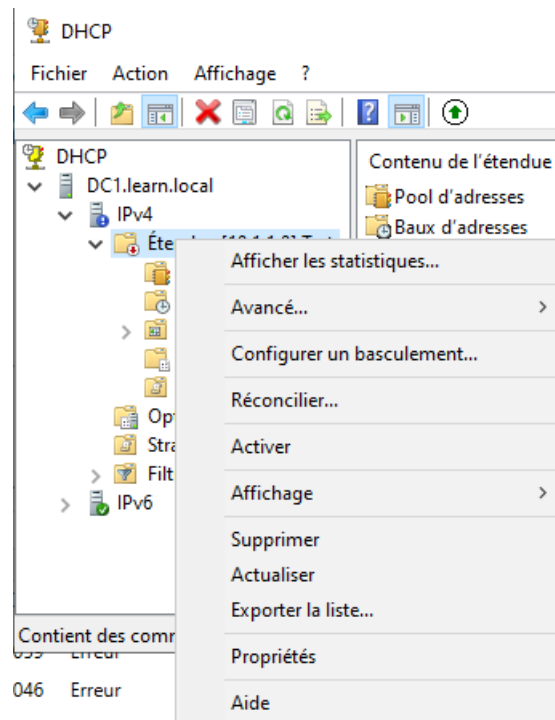 DHCP
Fichier Action Affichage ?
DHCP
DC1.learn.local
IPv4
Contenu de l'étendue
Pool d'adresses
Baux d'adresses
Afficher les statistiques...
Avancé...
Configurer un basculement...
Réconcilier...
Activer
Affichage
Supprimer
Actualiser
Exporter la liste...
Propriétés
Aide
IPv6
Contient des
046 Erreur